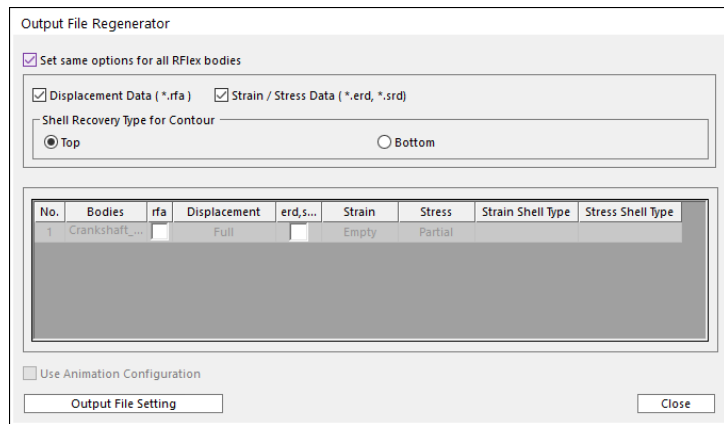 Output File Regenerator
Set same options for all RFlex bodies
Displacement Data ( *.rfa ) Strain / Stress Data ( *.erd, *.srd)
Shell Recovery Type for Contour
Top Bottom
No. Bodies rfa Displacement erd,s... Strain Stress Strain Shell Type Stress Shell Type
1 Crankshaft_... Full Empty Partial
Use Animation Configuration
Output File Setting Close